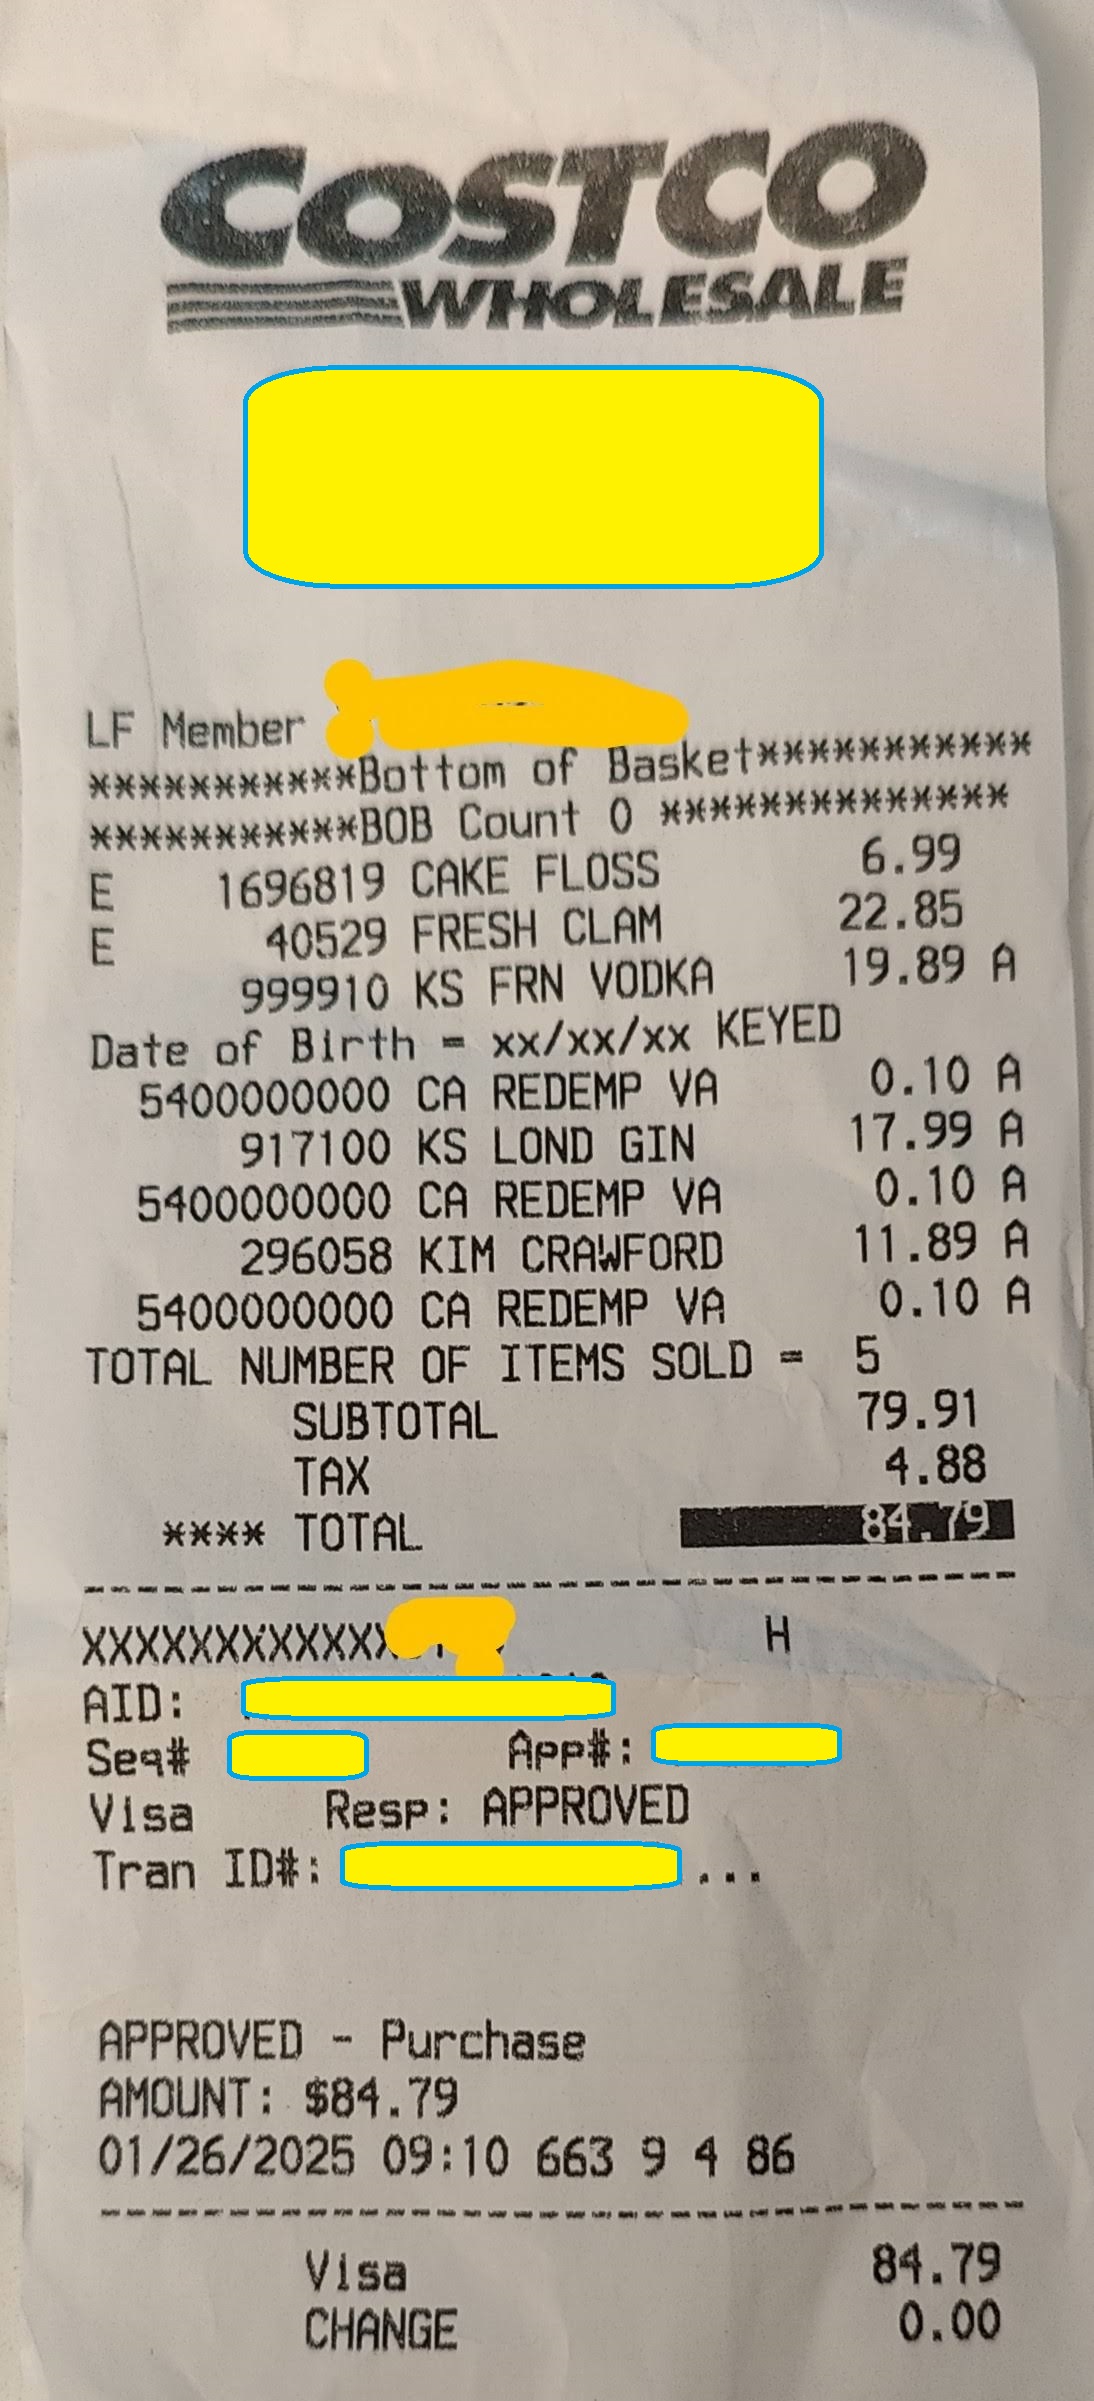 COSTCO
WHOLESALE
LF Member
***********Bottom of Basket***********
***********BOB Count 0 **************
E 1696819 CAKE FLOSS 6.99
E 40529 FRESH CLAM 22.85
999910 KS FRN VODKA 19.89 A
Date of Birth = xx/xx/xx KEYED
5400000000 CA REDEMP VA 0.10 A
917100 KS LOND GIN 17.99 A
5400000000 CA REDEMP VA 0.10 A
296058 KIM CRAWFORD 11.89 A
5400000000 CA REDEMP VA 0.10 A
TOTAL NUMBER OF ITEMS SOLD = 5
SUBTOTAL 79.91
TAX 4.88
**** TOTAL 84.79
XXXXXXXXXXXX H
AID:
Seq# App#:
Visa Resp: APPROVED
Tran ID#: ...
APPROVED - Purchase
AMOUNT: $84.79
01/26/2025 09:10 663 9 4 86
Visa 84.79
CHANGE 0.00